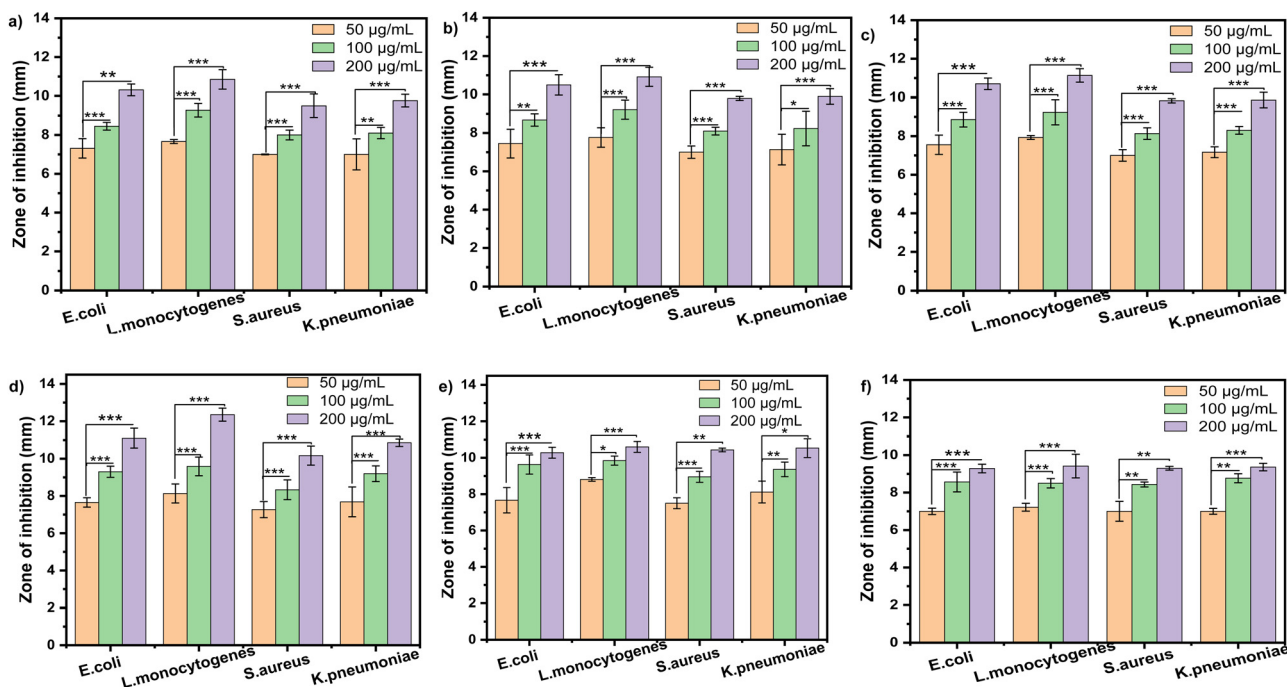 a)
50 µg/mL
100 µg/mL
200 µg/mL
Zone of inhibition (mm)
14
12
10
8
6
4
2
0
**
***
***
***
***
***
***
**
E.coli
L.monocytogenes
S.aureus
K.pneumoniae
b)
50 µg/mL
100 µg/mL
200 µg/mL
Zone of inhibition (mm)
14
12
10
8
6
4
2
0
***
**
***
***
***
***
***
*
E.coli
L.monocytogenes
S.aureus
K.pneumoniae
c)
50 µg/mL
100 µg/mL
200 µg/mL
Zone of inhibition (mm)
14
12
10
8
6
4
2
0
***
***
***
***
***
***
***
***
E.coli
L.monocytogenes
S.aureus
K.pneumoniae
d)
50 µg/mL
100 µg/mL
200 µg/mL
Zone of inhibition (mm)
14
12
10
8
6
4
2
0
***
***
***
***
***
***
***
***
E.coli
L.monocytogenes
S.aureus
K.pneumoniae
e)
50 µg/mL
100 µg/mL
200 µg/mL
Zone of inhibition (mm)
14
12
10
8
6
4
2
0
***
***
***
*
**
***
*
**
E.coli
L.monocytogenes
S.aureus
K.pneumoniae
f)
50 µg/mL
100 µg/mL
200 µg/mL
Zone of inhibition (mm)
14
12
10
8
6
4
2
0
***
***
***
***
**
**
***
**
E.coli
L.monocytogenes
S.aureus
K.pneumoniae